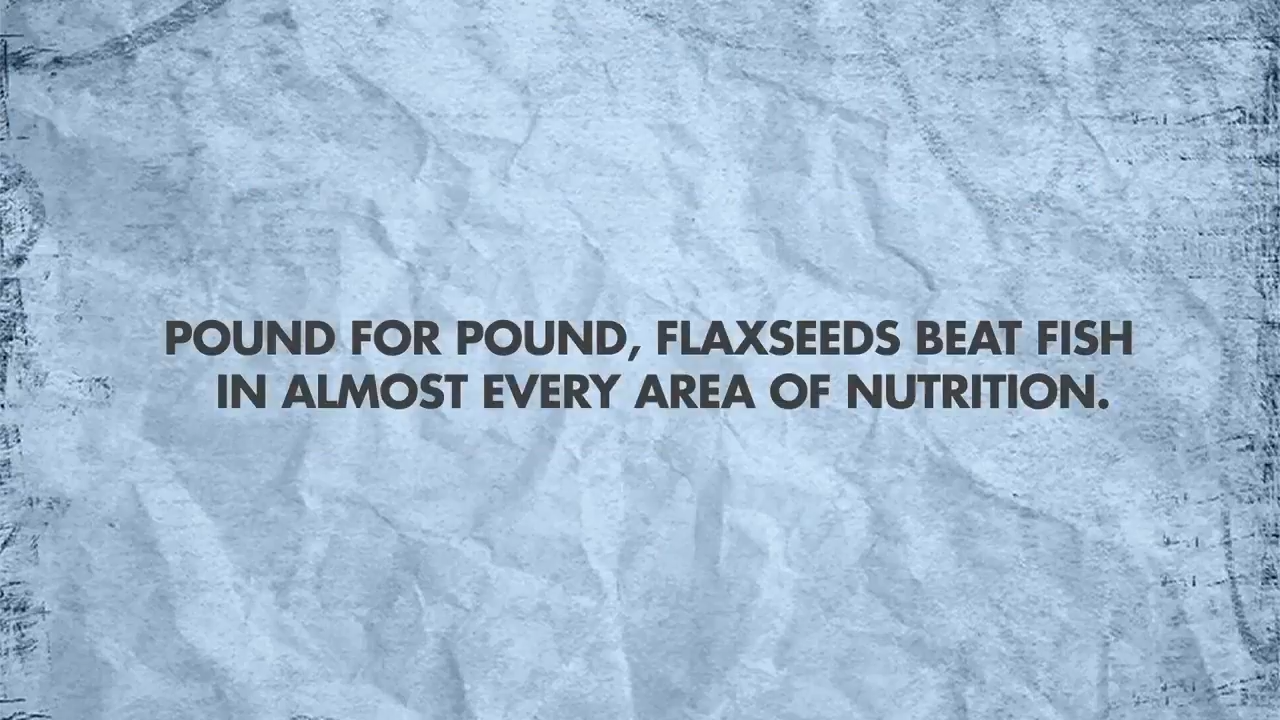 POUND FOR POUND, FLAXSEEDS BEAT FISH
IN ALMOST EVERY AREA OF NUTRITION.